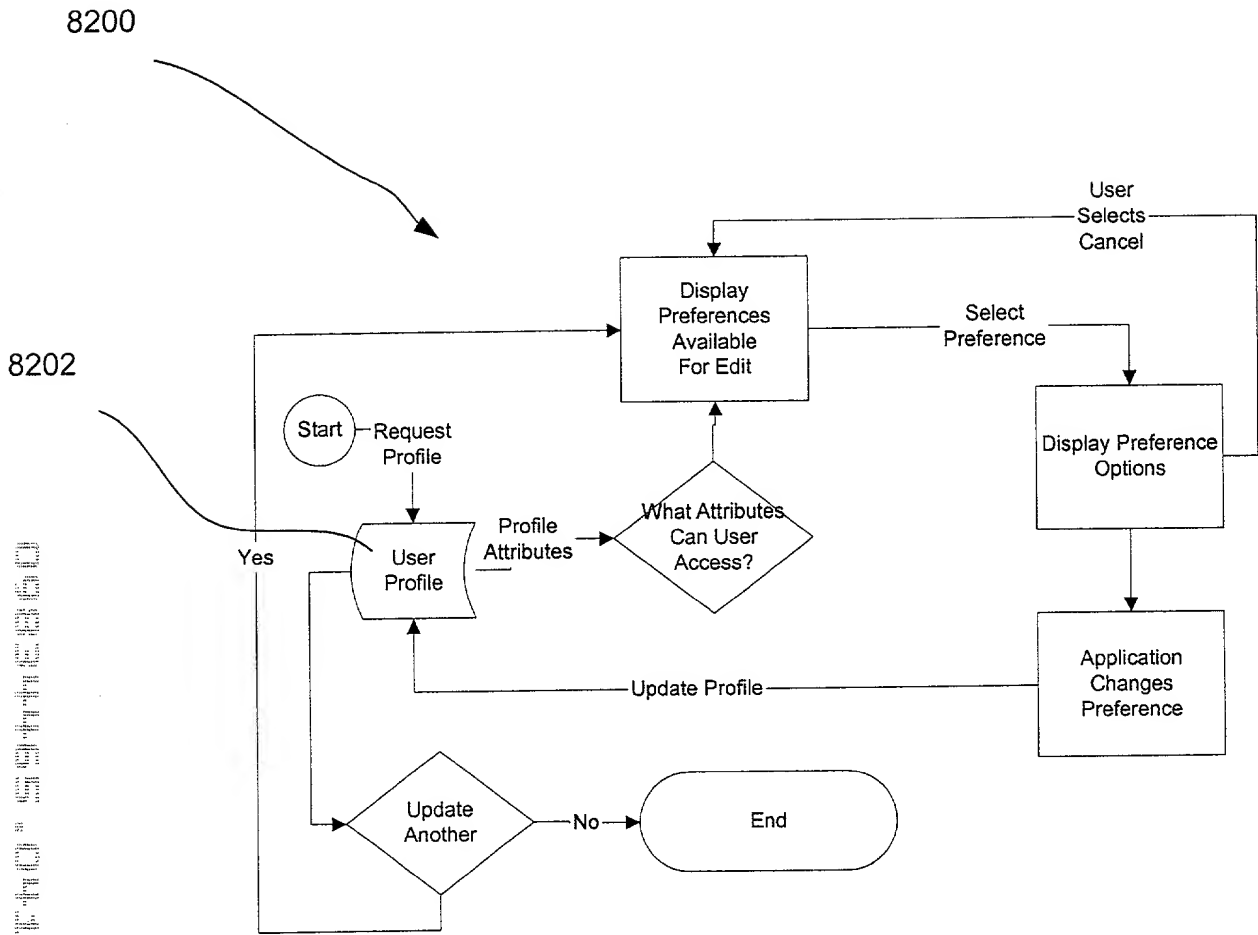 8200
User
Selects
Cancel
Display
Preferences
Available
For Edit
Select
Preference
8202
Start
Request
Profile
Display Preference
Options
What Attributes
Can User
Access?
Profile
Attributes
User
Profile
Yes
Application
Changes
Preference
Update Profile
Update
Another
No
End